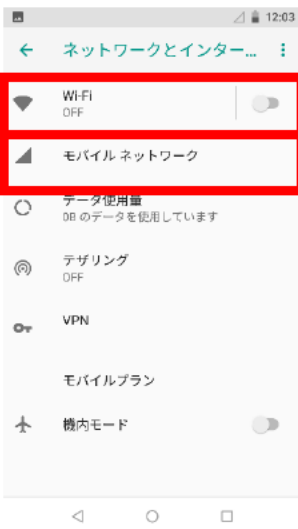 12:03
ネットワークとインター...
Wi-Fi
OFF
モバイル ネットワーク
データ使用量
0B のデータを使用しています
テザリング
OFF
VPN
モバイルプラン
機内モード